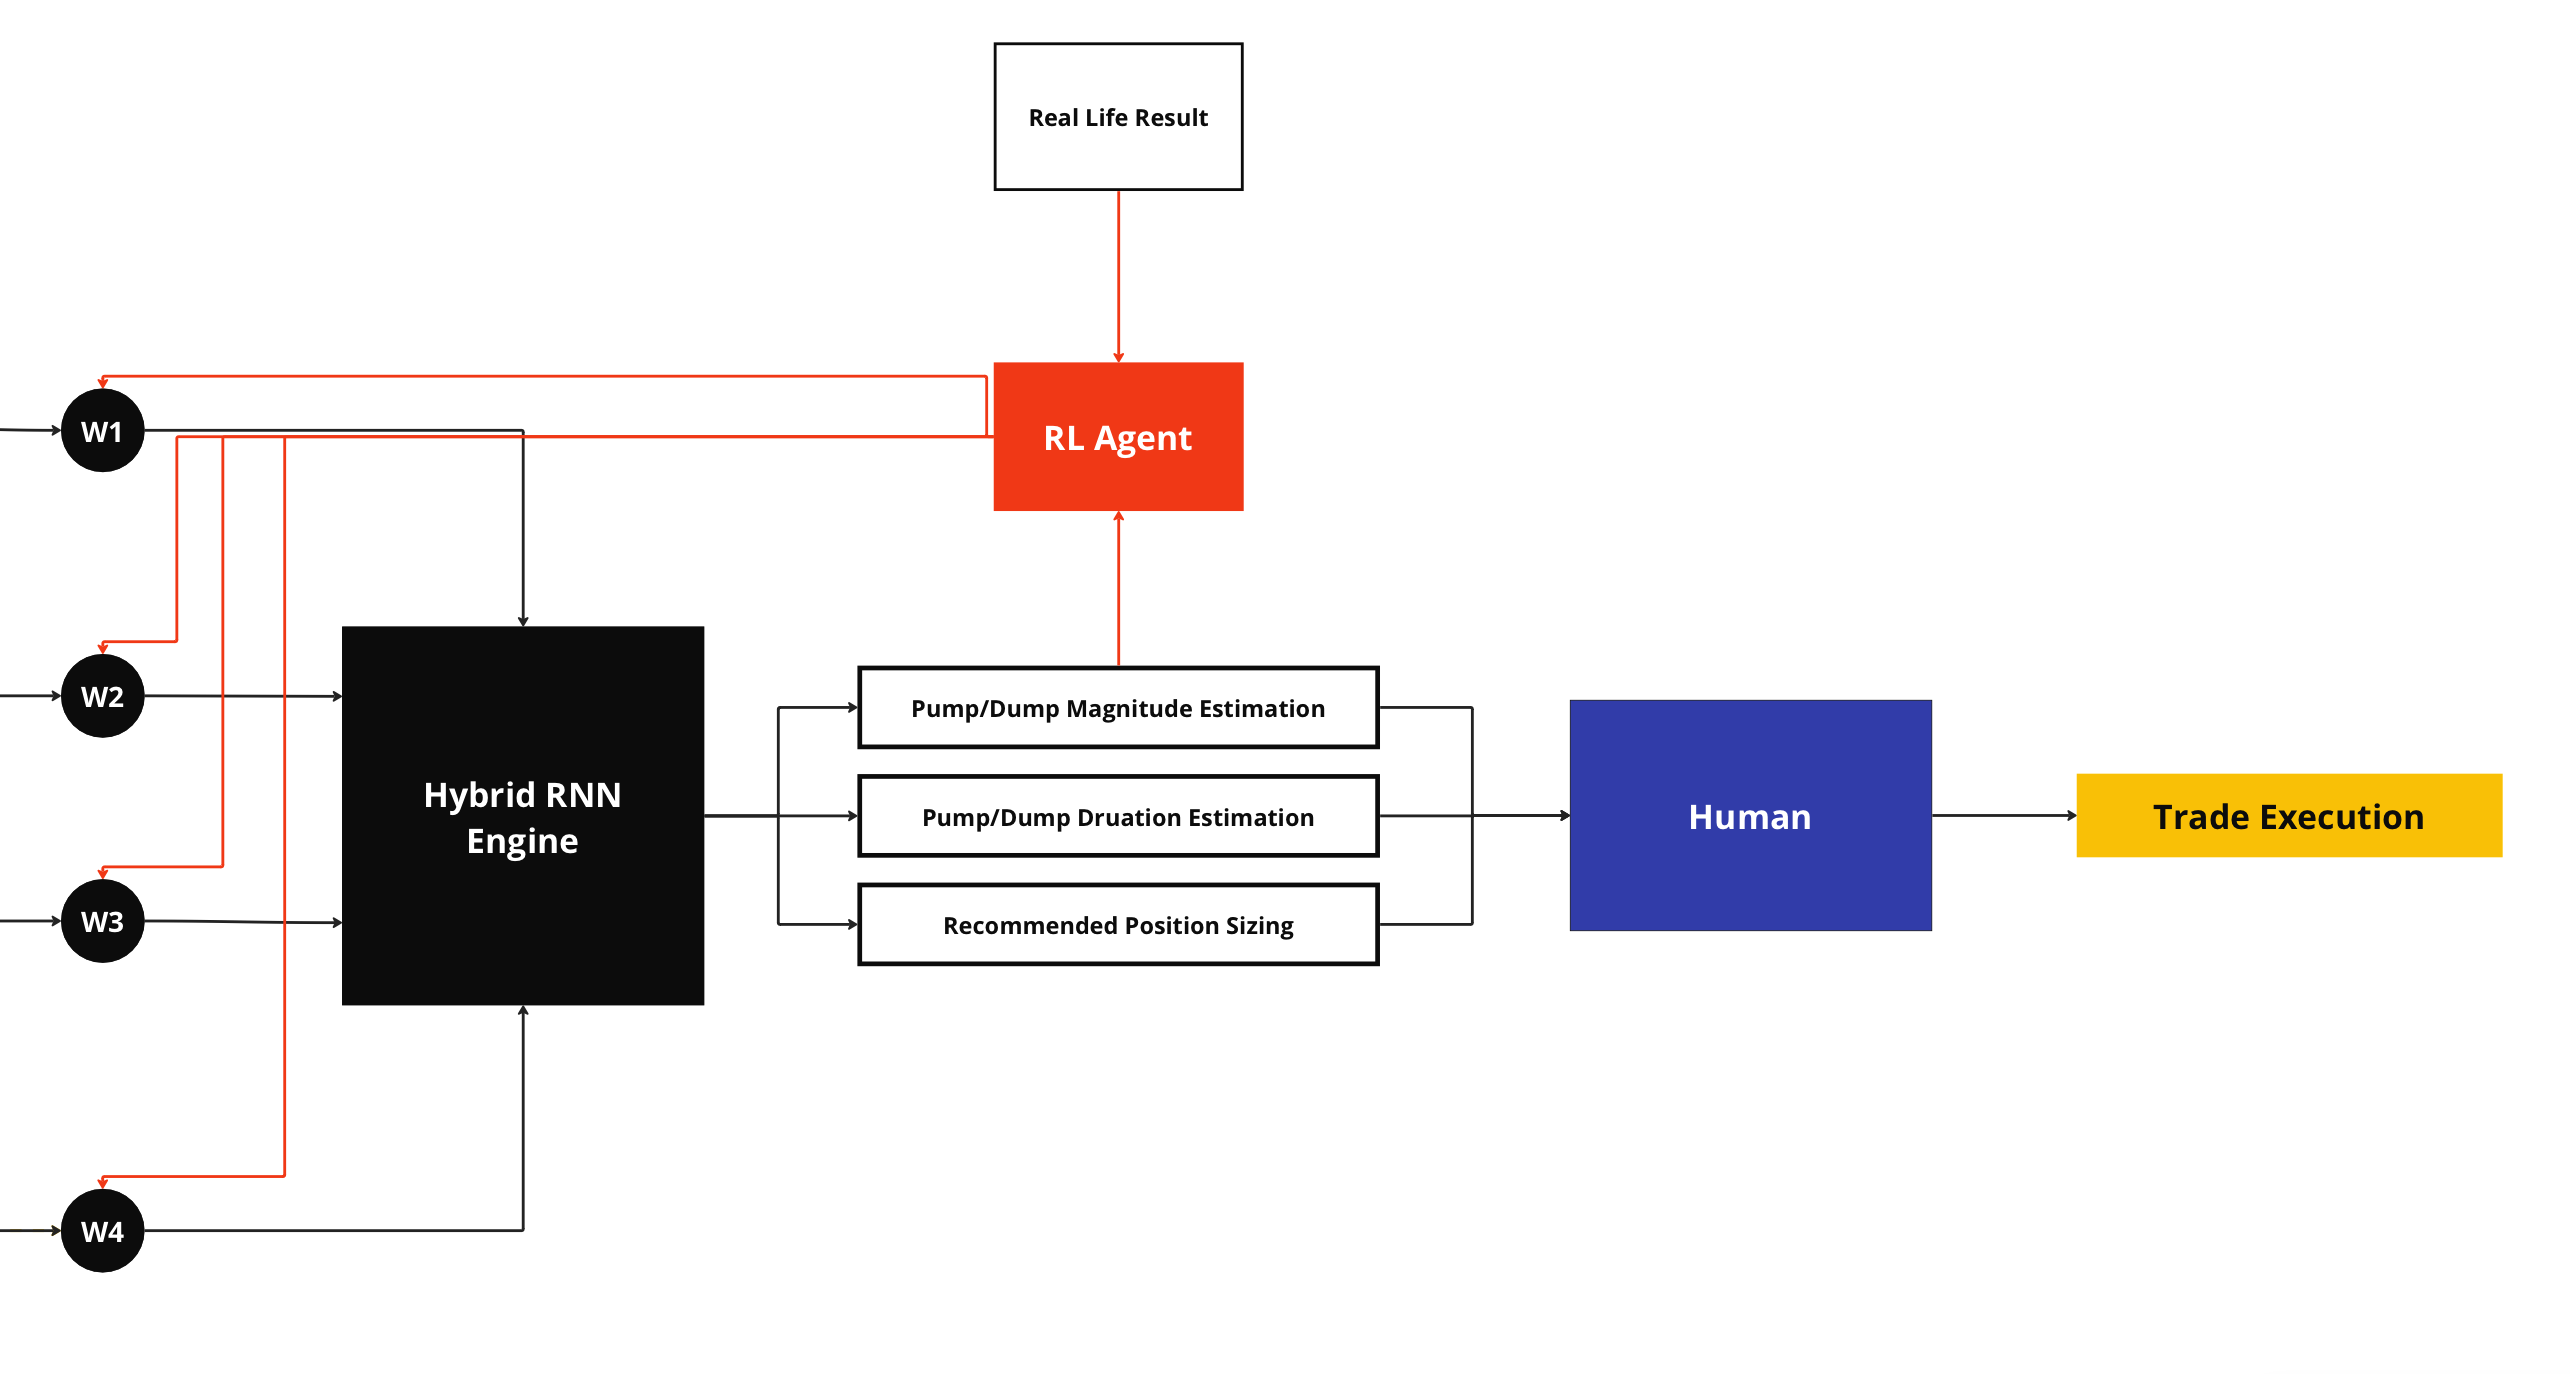 Real Life Result
W1
RL Agent
W2
Hybrid RNN
Engine
Pump/Dump Magnitude Estimation
Pump/Dump Druation Estimation
Recommended Position Sizing
Human
Trade Execution
W3
W4